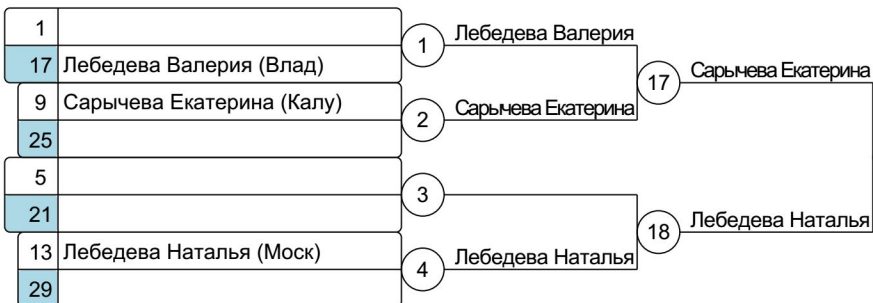 1
17 Лебедева Валерия (Влад)
1 Лебедева Валерия
9 Сарычева Екатерина (Калу)
25
2 Сарычева Екатерина
17 Сарычева Екатерина
5
21
3
13 Лебедева Наталья (Моск)
29
4 Лебедева Наталья
18 Лебедева Наталья